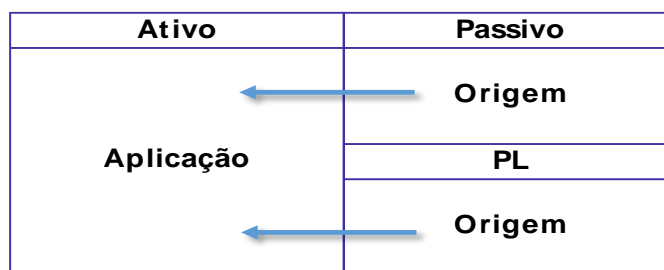 Ativo
Passivo
Origem
Aplicação
PL
Origem